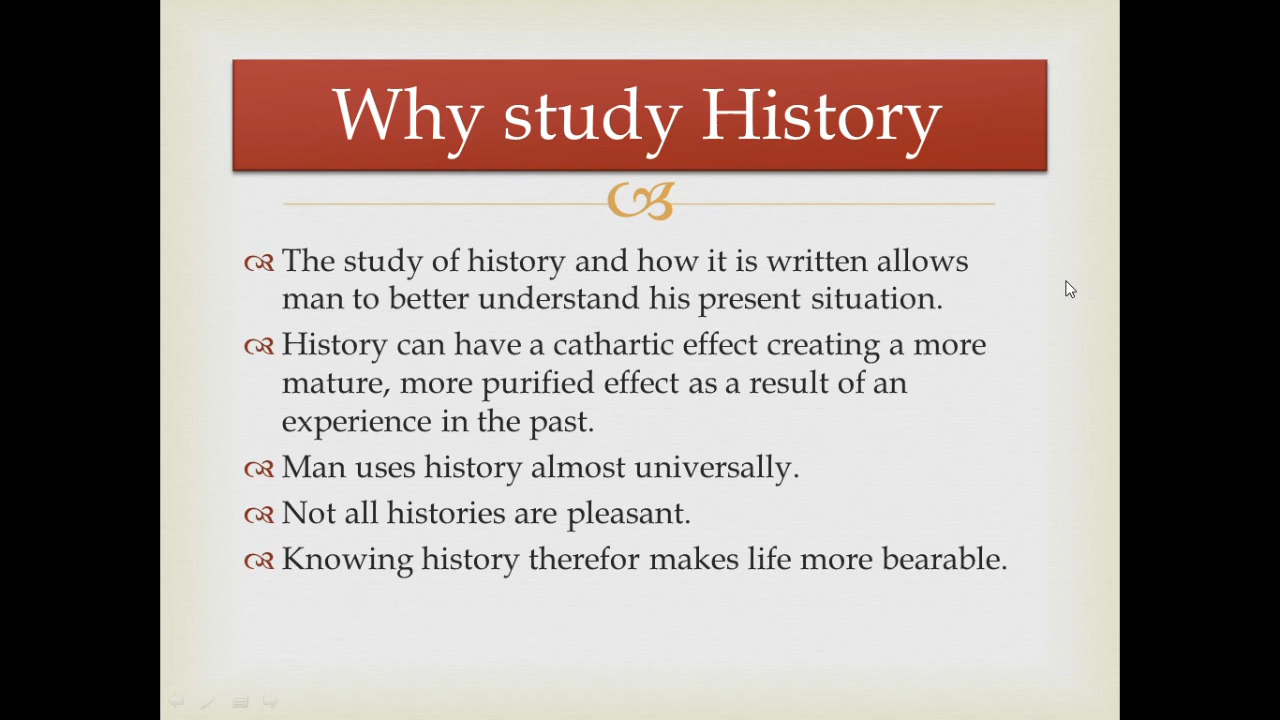 Why study History
The study of history and how it is written allows
man to better understand his present situation.
History can have a cathartic effect creating a more
mature, more purified effect as a result of an
experience in the past.
Man uses history almost universally.
Not all histories are pleasant.
Knowing history therefor makes life more bearable.